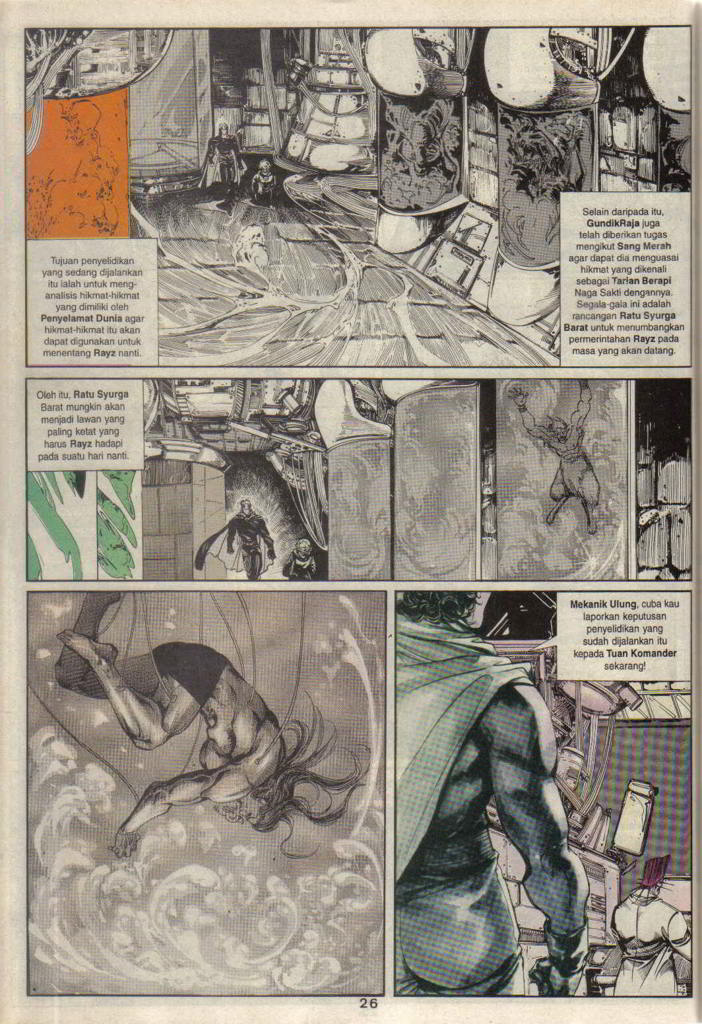 Tujuan penyelidikan
yang sedang dijalankan
itu ialah untuk meng-
analisis hikmat-hikmat
yang dimiliki oleh
Penyelamat Dunia agar
hikmat-hikmat itu akan
dapat digunakan untuk
menentang Rayz nanti.
Selain daripada itu,
GundikRaja juga
telah diberikan tugas
mengikut Sang Merah
agar dapat dia menguasai
hikmat yang dikenali
sebagai Tarian Berapi
Naga Sakti dengannya.
Segala-gala ini adalah
rancangan Ratu Syurga
Barat untuk menumbangkan
permerintahan Rayz pada
masa yang akan datang.
Oleh itu, Ratu Syurga
Barat mungkin akan
menjadi lawan yang
paling ketat yang
harus Rayz hadapi
pada suatu hari nanti.
Mekanik Ulung, cuba kau
laporkan keputusan
penyelidikan yang
sudah dijalankan itu
kepada Tuan Komander
sekarang!
26